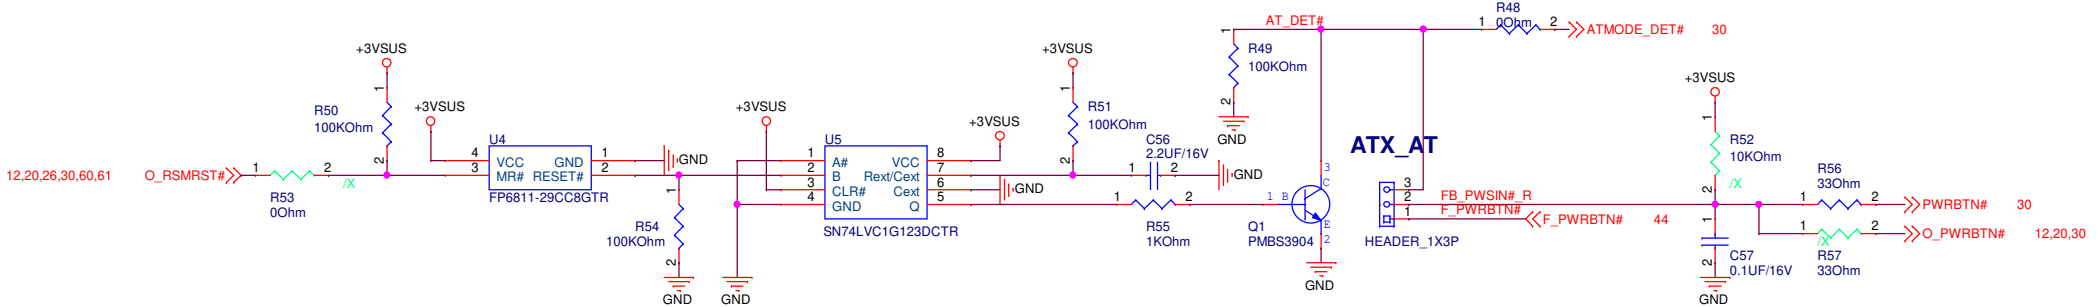 12,20,26,30,60,61 O_RSMRST#
1 R53 0Ohm 2 /X
+3VSUS
1 R50 100KOhm 2
+3VSUS
U4
4 VCC GND 1 GND
3 MR# RESET# 2
FP6811-29CC8GTR
1 R54 100KOhm 2
GND
+3VSUS
GND
U5
1 A# VCC 8
2 B Rext/Cext 7
3 CLR# Cext 6 GND
4 GND Q 5
SN74LVC1G123DCTR
+3VSUS
+3VSUS
1 R51 100KOhm 2
C56
2.2UF/16V
1 2 GND
1 R55 1KOhm 2
AT_DET#
1 R49 100KOhm 2
GND
3 C
1 B
E 2
Q1
PMBS3904
GND
R48
0Ohm
1 2 ATMODE_DET# 30
ATX_AT
3
2 FB_PWSIN#_R
1 F_PWRBTN# F_PWRBTN# 44
HEADER_1X3P
+3VSUS
1 R52 10KOhm 2 /X
1 C57 0.1UF/16V 2
GND
R56
33Ohm
1 2 PWRBTN# 30
1 /X 2 O_PWRBTN# 12,20,30
R57
33Ohm